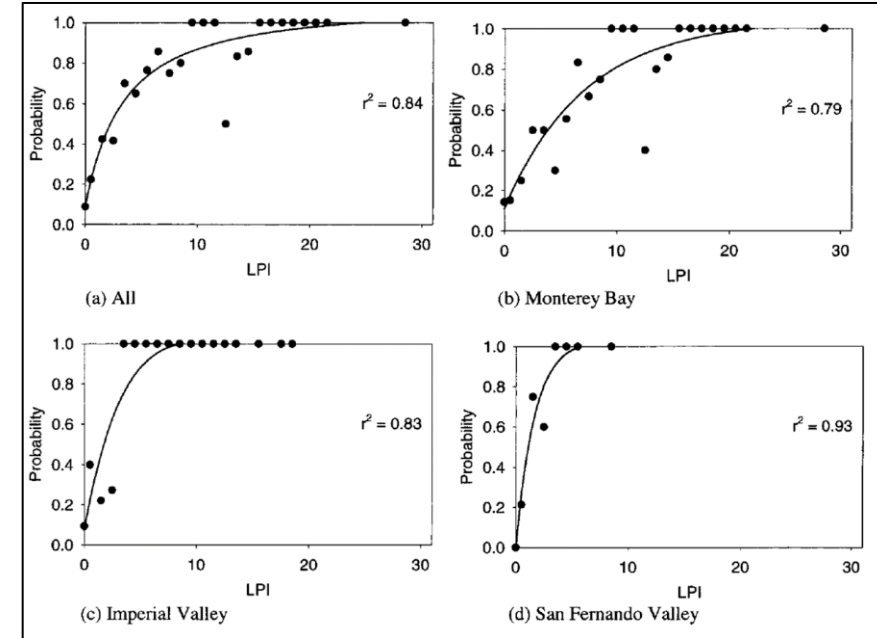 1.0
0.8
0.6
0.4
0.2
0.0
Probability
r² = 0.84
0 10 20 30
LPI
(a) All
1.0
0.8
0.6
0.4
0.2
0.0
Probability
r² = 0.79
0 10 20 30
LPI
(b) Monterey Bay
1.0
0.8
0.6
0.4
0.2
0.0
Probability
r² = 0.83
0 10 20 30
LPI
(c) Imperial Valley
1.0
0.8
0.6
0.4
0.2
0.0
Probability
r² = 0.93
0 10 20 30
LPI
(d) San Fernando Valley